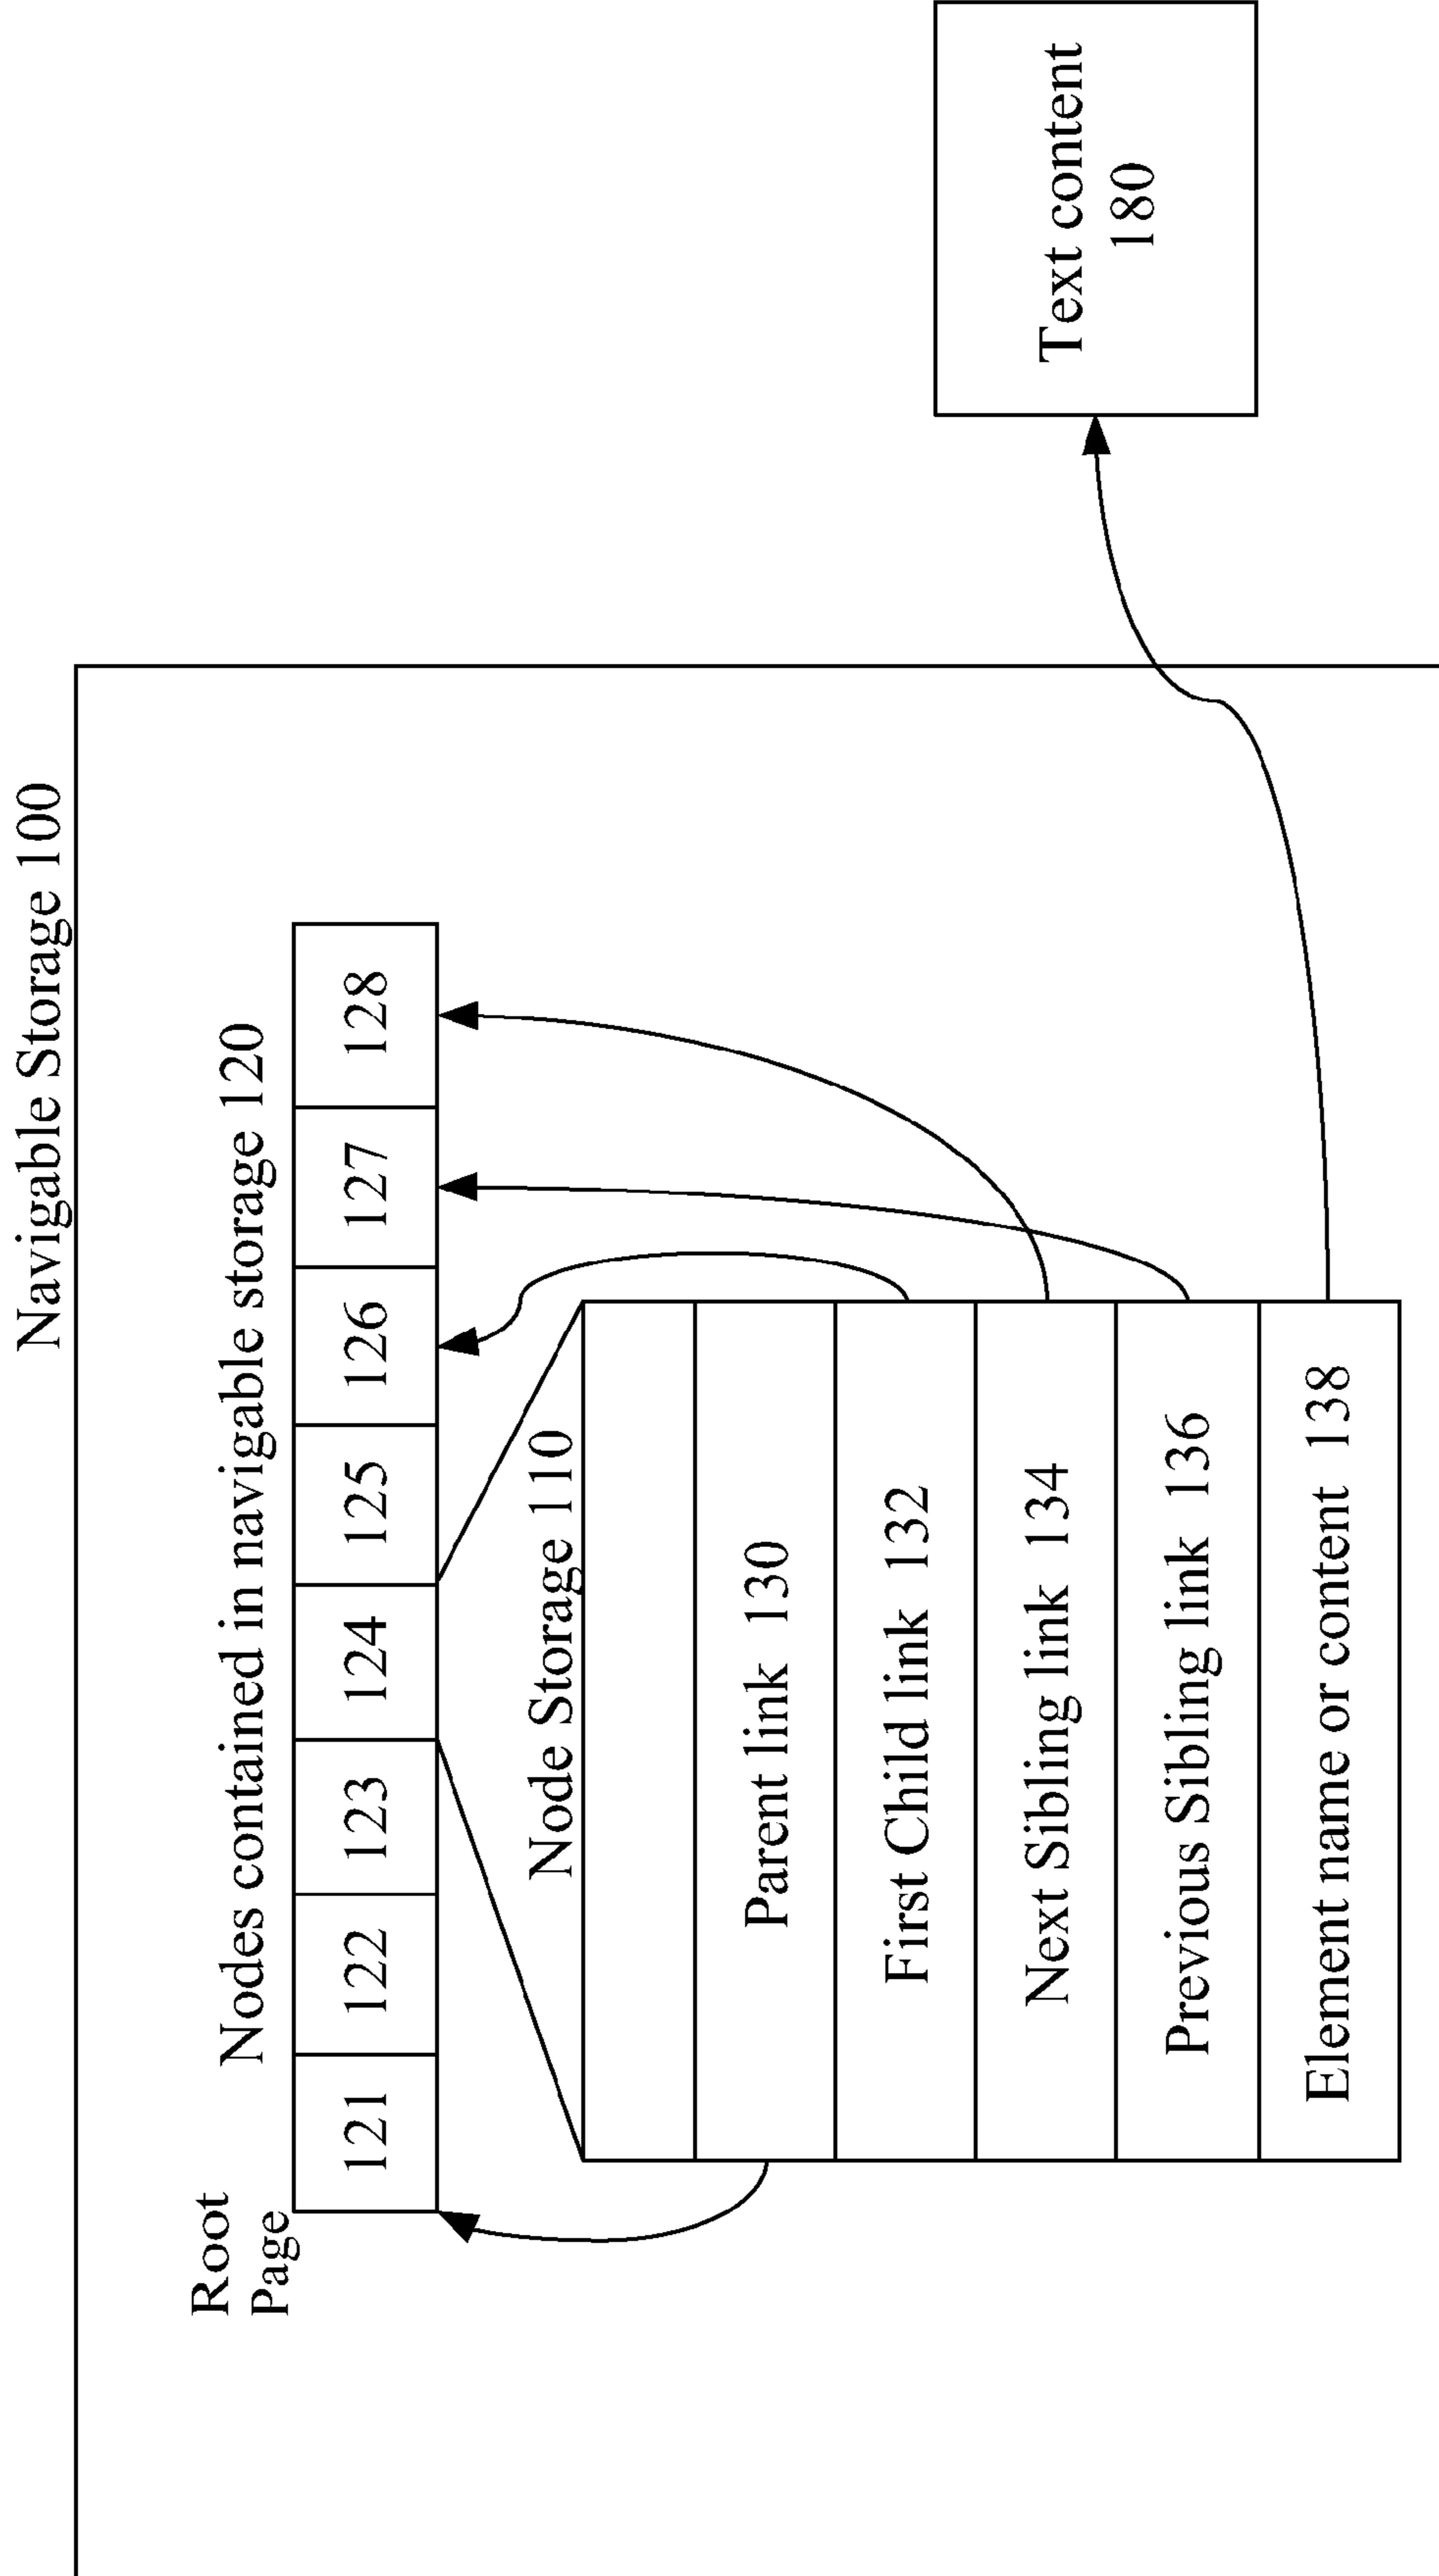 Navigable Storage 100
Nodes contained in navigable storage 120
Root
Page
121 122 123 124 125 126 127 128
Node Storage 110
Parent link 130
First Child link 132
Next Sibling link 134
Previous Sibling link 136
Element name or content 138
Text content
180